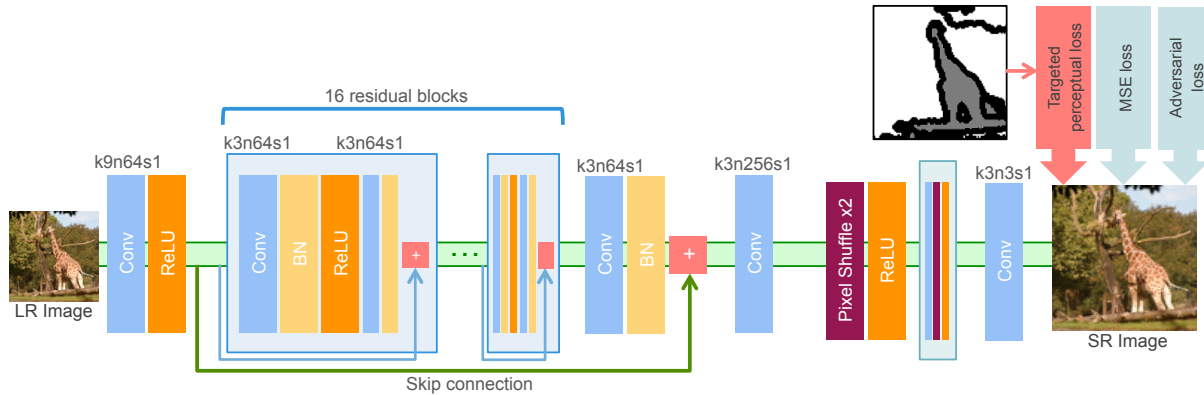 Targeted
perceptual loss
MSE loss
Adversarial
loss
16 residual blocks
k9n64s1
k3n64s1
k3n64s1
k3n64s1
k3n256s1
k3n3s1
Conv
ReLU
Conv
BN
ReLU
+
...
Conv
BN
+
Conv
Pixel Shuffle x2
ReLU
Conv
LR Image
SR Image
Skip connection